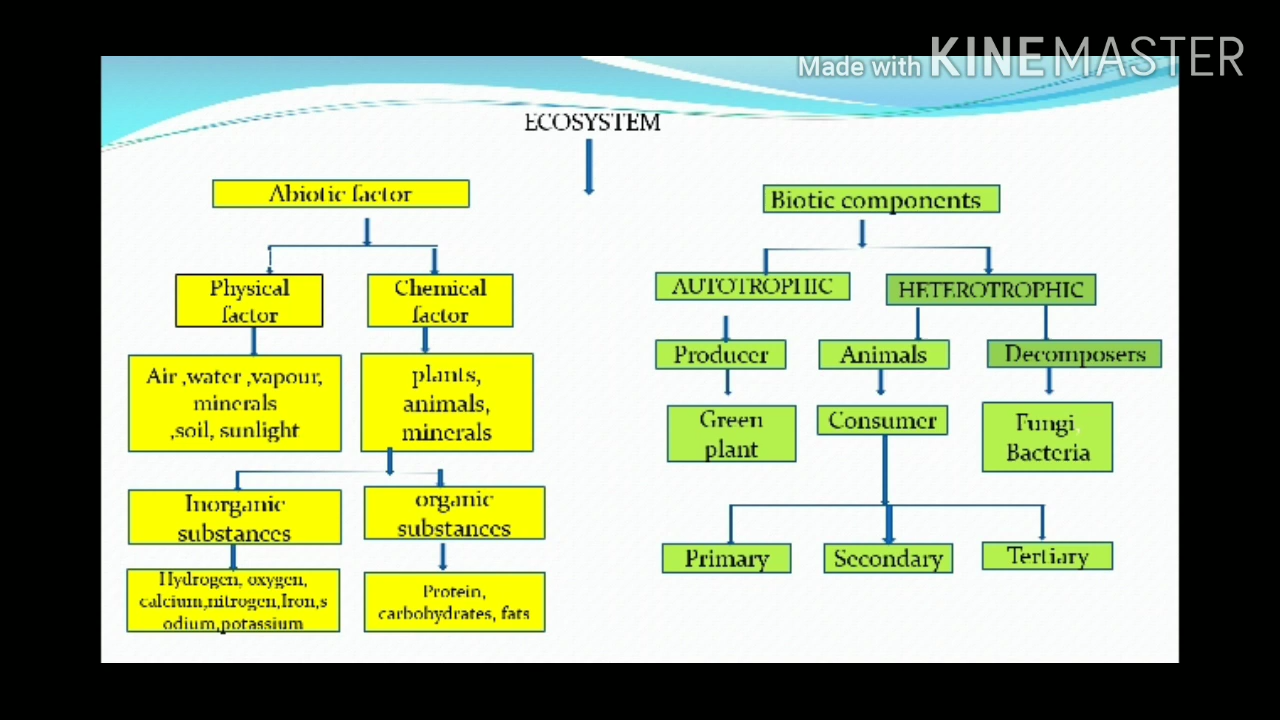 Made with KINEMASTER
ECOSYSTEM
Abiotic factor
Biotic components
Physical
factor
Chemical
factor
AUTOTROPHIC
HETEROTROPHIC
Producer
Animals
Decomposers
Air ,water ,vapour,
minerals
,soil, sunlight
plants,
animals,
minerals
Green
plant
Consumer
Fungi,
Bacteria
Inorganic
substances
organic
substances
Primary
Secondary
Tertiary
Hydrogen, oxygen,
calcium,nitrogen,Iron,s
odium,potassium
Protein,
carbohydrates, fats